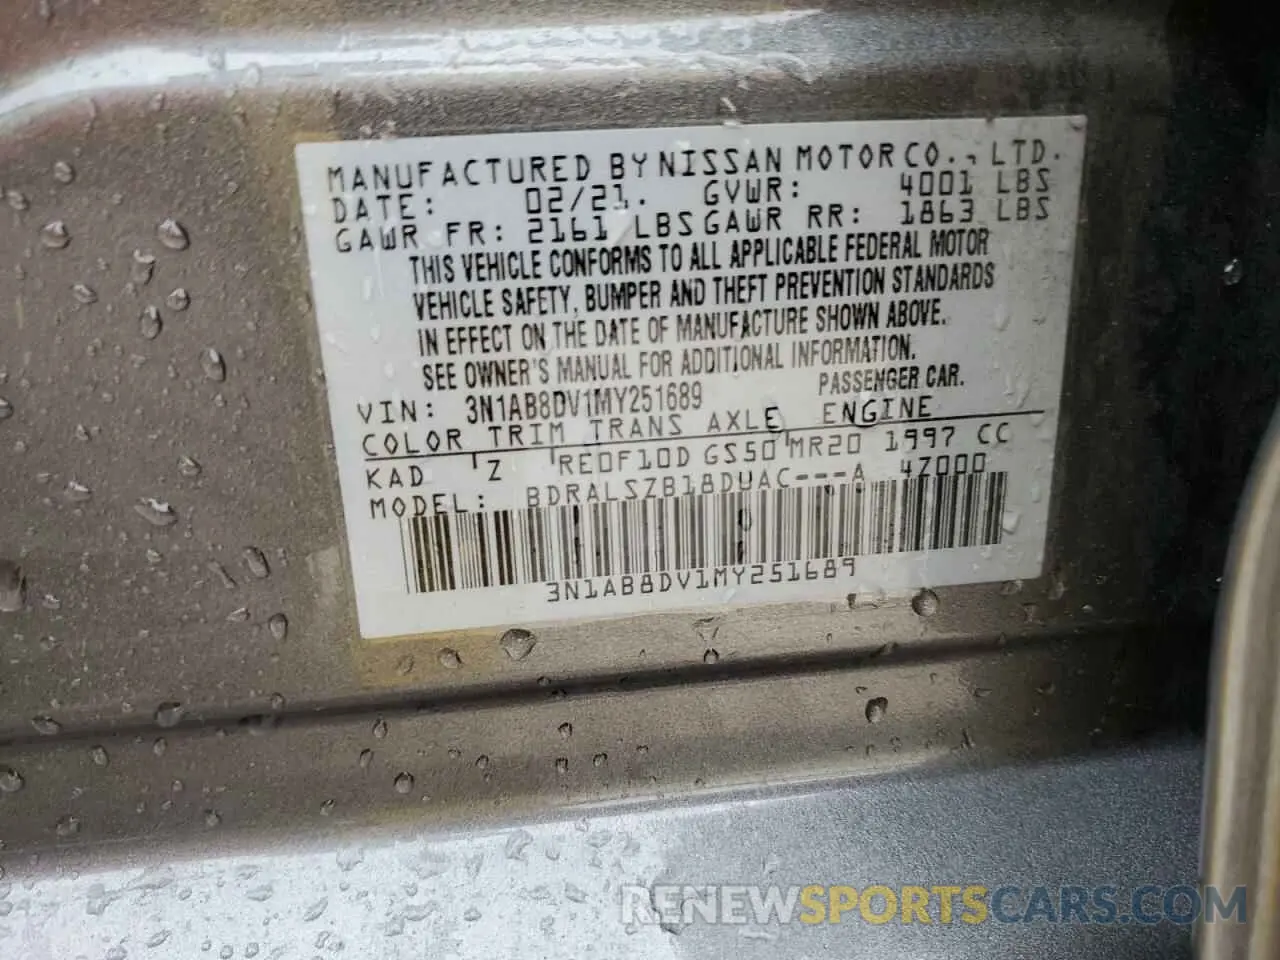 MANUFACTURED BY NISSAN MOTOR CO., LTD.
DATE: 02/21. GVWR: 4001 LBS
GAWR FR: 2161 LBS GAWR RR: 1863 LBS
THIS VEHICLE CONFORMS TO ALL APPLICABLE FEDERAL MOTOR
VEHICLE SAFETY, BUMPER AND THEFT PREVENTION STANDARDS
IN EFFECT ON THE DATE OF MANUFACTURE SHOWN ABOVE.
SEE OWNER'S MANUAL FOR ADDITIONAL INFORMATION.
VIN: 3N1AB8DV1MY251689 PASSENGER CAR.
COLOR TRIM TRANS AXLE ENGINE
KAD Z RE0F10D GS50 MR20 1997 CC
MODEL: BDRALSZB18DUAC---A 47000
3N1AB8DV1MY251689
RENEWSPORTSCARS.COM